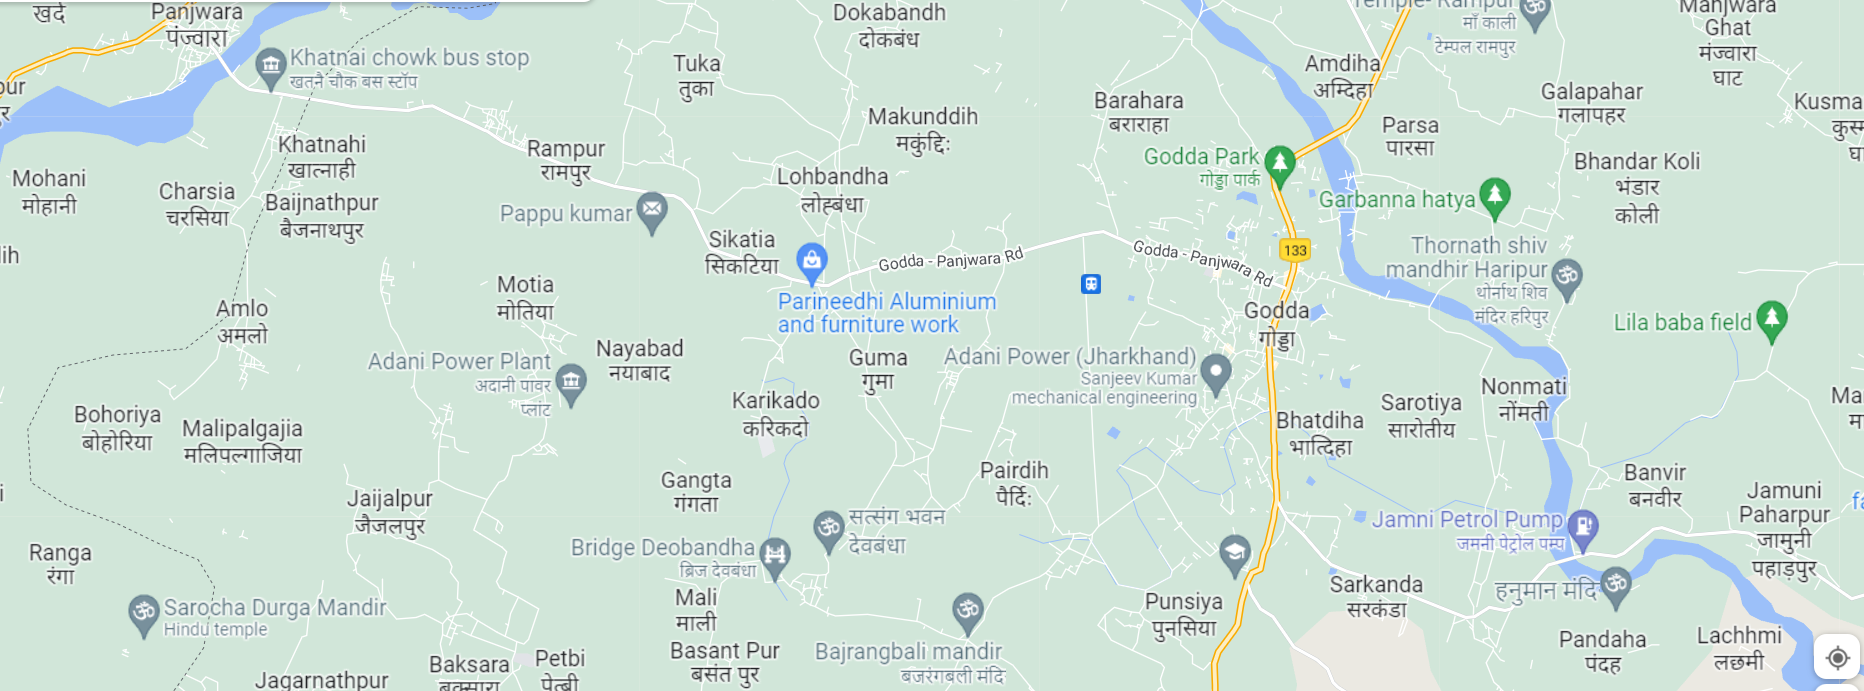 खर्द
Panjwara
पंज्वारा
Dokabandh
दोकबंध
Temple- Rampur
माँ काली
टेम्पल रामपुर
Manjwara
Ghat
मंज्वारा
घाट
Khatnai chowk bus stop
खतनै चौक बस स्टॉप
Tuka
तुका
Amdiha
अम्दिहा
Galapahar
गलापहर
Kusma
कुस्म
Barahara
बराराहा
Makunddih
मकुंद्दिः
Parsa
पारसा
Khatnahi
खात्नाही
Rampur
रामपुर
Godda Park
गोड्डा पार्क
Bhandar Koli
भंडार
कोली
Mohani
मोहानी
Charsia
चरसिया
Baijnathpur
बैजनाथपुर
Lohbandha
लोह्बंधा
Garbanna hatya
Pappu kumar
Sikatia
सिकटिया
Godda - Panjwara Rd
Godda - Panjwara Rd
133
Thornath shiv
mandhir Haripur
थोर्नाथ शिव
मंदिर हरिपुर
Motia
मोतिया
Parineedhi Aluminium
and furniture work
Amlo
अमलो
Godda
गोड्डा
Lila baba field
Adani Power Plant
अदानी पावर
प्लांट
Nayabad
नयाबाद
Guma
गुमा
Adani Power (Jharkhand)
Sanjeev Kumar
mechanical engineering
Karikado
करिकदो
Nonmati
नोंमती
Sarotiya
सारोतीय
Bohoriya
बोहोरिया
Malipalgajia
मलिपल्गाजिया
Bhatdiha
भात्दिहा
Gangta
गंगता
Pairdih
पैर्दिः
Banvir
बनवीर
Jaijalpur
जैजलपुर
Jamuni
Paharpur
जामुनी
पहाड़पुर
सत्संग भवन
देवबंधा
Jamni Petrol Pump
जमनी पेट्रोल पम्प
Bridge Deobandha
ब्रिज देवबंधा
Ranga
रंगा
Sarkanda
सरकंडा
हनुमान मंदि
Sarocha Durga Mandir
Hindu temple
Mali
माली
Punsiya
पुनसिया
Bajrangbali mandir
बजरंगबली मंदि
Basant Pur
बसंत पुर
Pandaha
पंदह
Lachhmi
लछमी
Baksara
बक्सारा
Petbi
पेत्बी
Jagarnathpur